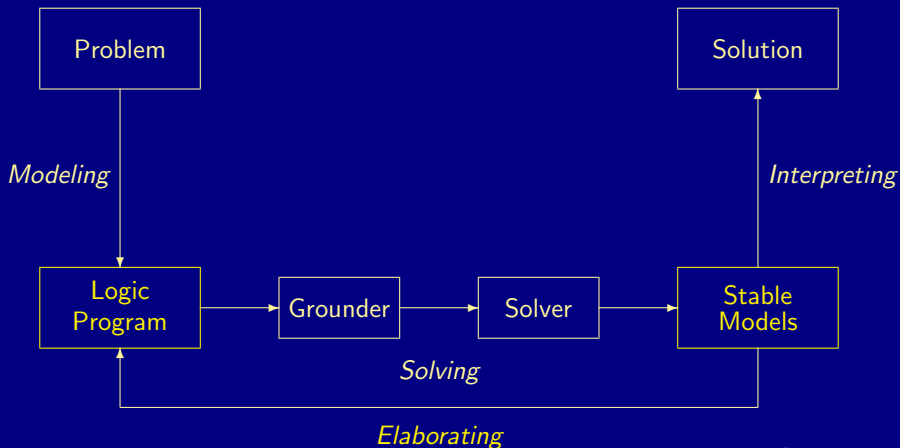 Problem
Solution
Modeling
Interpreting
Logic
Program
Grounder
Solver
Stable
Models
Solving
Elaborating